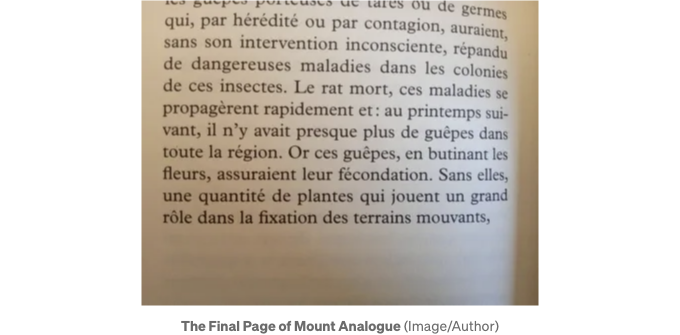 les guêpes porteuses de tares ou de germes
qui, par hérédité ou par contagion, auraient,
sans son intervention inconsciente, répandu
de dangereuses maladies dans les colonies
de ces insectes. Le rat mort, ces maladies se
propagèrent rapidement et : au printemps sui-
vant, il n’y avait presque plus de guêpes dans
toute la région. Or ces guêpes, en butinant les
fleurs, assuraient leur fécondation. Sans elles,
une quantité de plantes qui jouent un grand
rôle dans la fixation des terrains mouvants,
The Final Page of Mount Analogue (Image/Author)